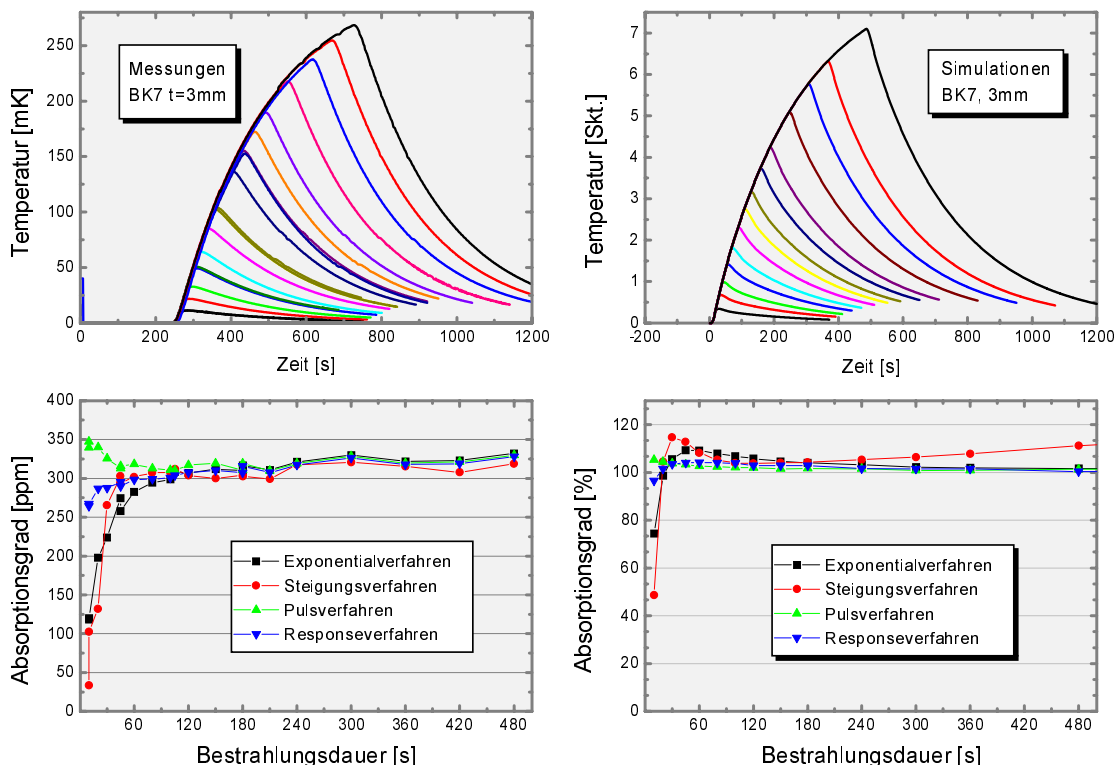 Temperatur [mK]
250
200
150
100
50
0
Messungen
BK7 t=3mm
0 200 400 600 800 1000 1200
Zeit [s]
Temperatur [Skt.]
7
6
5
4
3
2
1
0
Simulationen
BK7, 3mm
-200 0 200 400 600 800 1000 1200
Zeit [s]
Absorptionsgrad [ppm]
400
350
300
250
200
150
100
50
0
Exponentialverfahren
Steigungsverfahren
Pulsverfahren
Responseverfahren
60 120 180 240 300 360 420 480
Bestrahlungsdauer [s]
Absorptionsgrad [%]
120
100
80
60
40
20
0
Exponentialverfahren
Steigungsverfahren
Pulsverfahren
Responseverfahren
60 120 180 240 300 360 420 480
Bestrahlungsdauer [s]